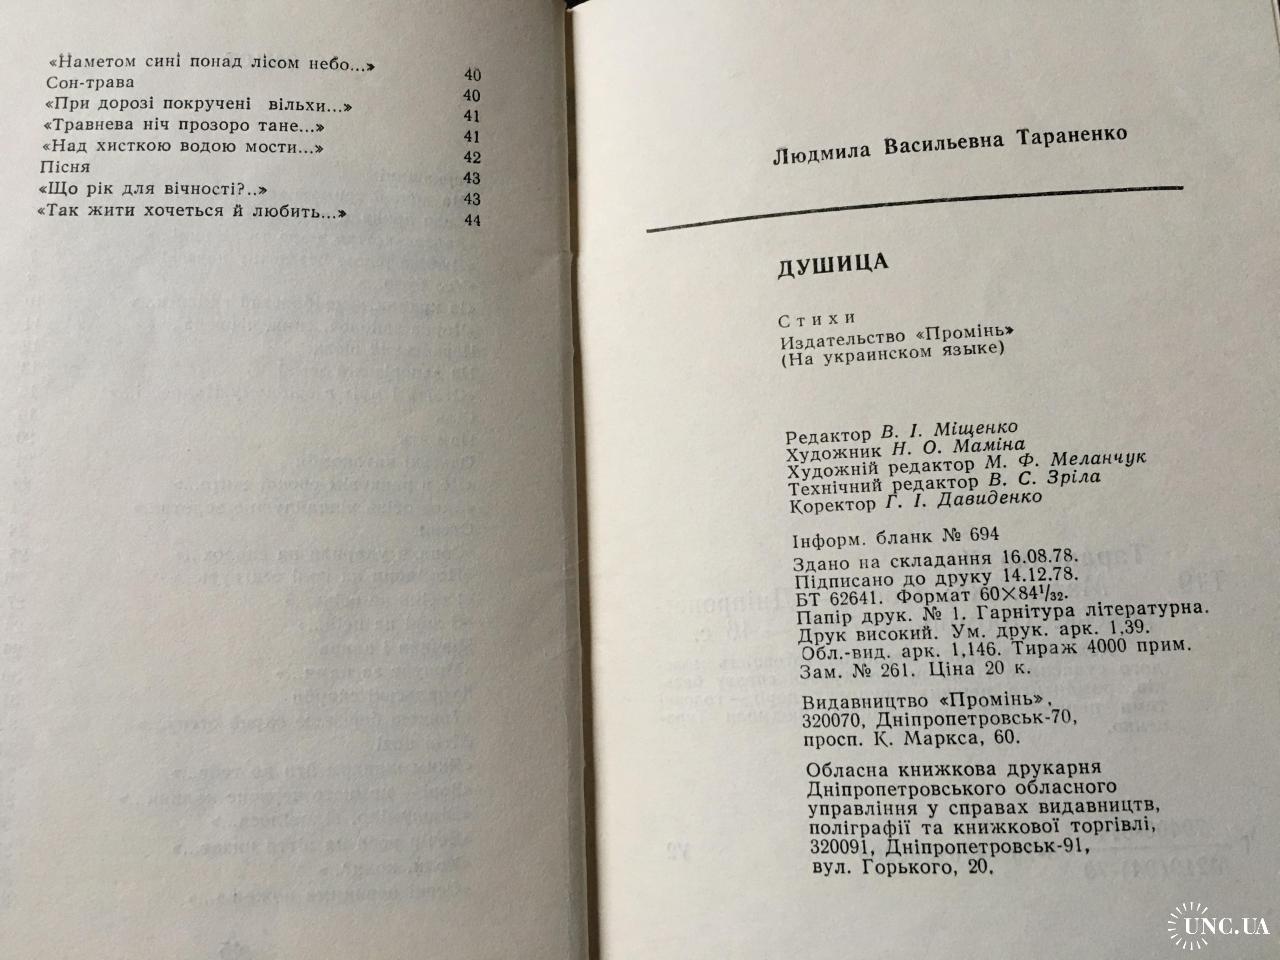 «Наметом сині понад лісом небо...» 40
Сон-трава 40
«При дорозі покручені вільхи...» 41
«Травнева ніч прозоро тане...» 41
«Над хисткою водою мости...» 42
Пісня 43
«Що рік для вічності?..» 43
«Так жити хочеться й любить...» 44
Людмила Васильевна Тараненко
ДУШИЦА
Стихи
Издательство «Промінь»
(На украинском языке)
Редактор В. І. Міщенко
Художник Н. О. Маміна
Художній редактор М. Ф. Меланчук
Технічний редактор В. С. Зріла
Коректор Г. І. Давиденко
Інформ. бланк № 694
Здано на складання 16.08.78.
Підписано до друку 14.12.78.
БТ 62641. Формат 60×84¹/₃₂.
Папір друк. № 1. Гарнітура літературна.
Друк високий. Ум. друк. арк. 1,39.
Обл.-вид. арк. 1,146. Тираж 4000 прим.
Зам. № 261. Ціна 20 к.
Видавництво «Промінь»,
320070, Дніпропетровськ-70,
просп. К. Маркса, 60.
Обласна книжкова друкарня
Дніпропетровського обласного
управління у справах видавництв,
поліграфії та книжкової торгівлі,
320091, Дніпропетровськ-91,
вул. Горького, 20.
UNC.UA